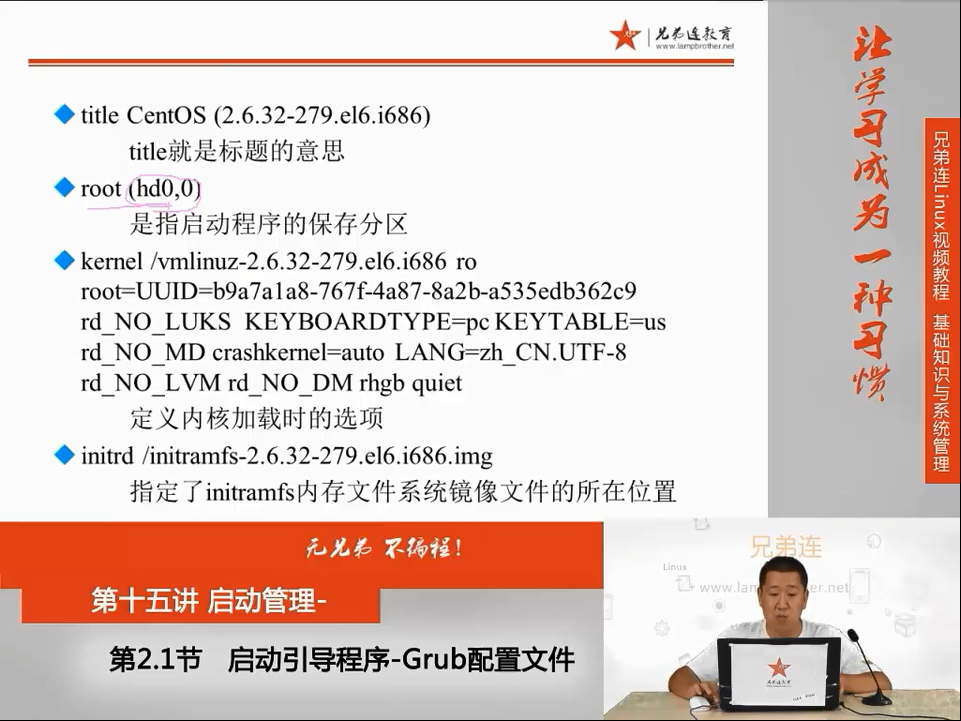 兄弟连教育
www.lampbrother.net
title CentOS (2.6.32-279.el6.i686)
title就是标题的意思
root (hd0,0)
是指启动程序的保存分区
kernel /vmlinuz-2.6.32-279.el6.i686 ro
root=UUID=b9a7a1a8-767f-4a87-8a2b-a535edb362c9
rd_NO_LUKS KEYBOARDTYPE=pc KEYTABLE=us
rd_NO_MD crashkernel=auto LANG=zh_CN.UTF-8
rd_NO_LVM rd_NO_DM rhgb quiet
定义内核加载时的选项
initrd /initramfs-2.6.32-279.el6.i686.img
指定了initramfs内存文件系统镜像文件的所在位置
让学习成为一种习惯
兄弟连Linux视频教程 基础知识与系统管理
无兄弟 不编程!
第十五讲 启动管理-
第2.1节 启动引导程序-Grub配置文件
兄弟连
Linux
兄弟连教育